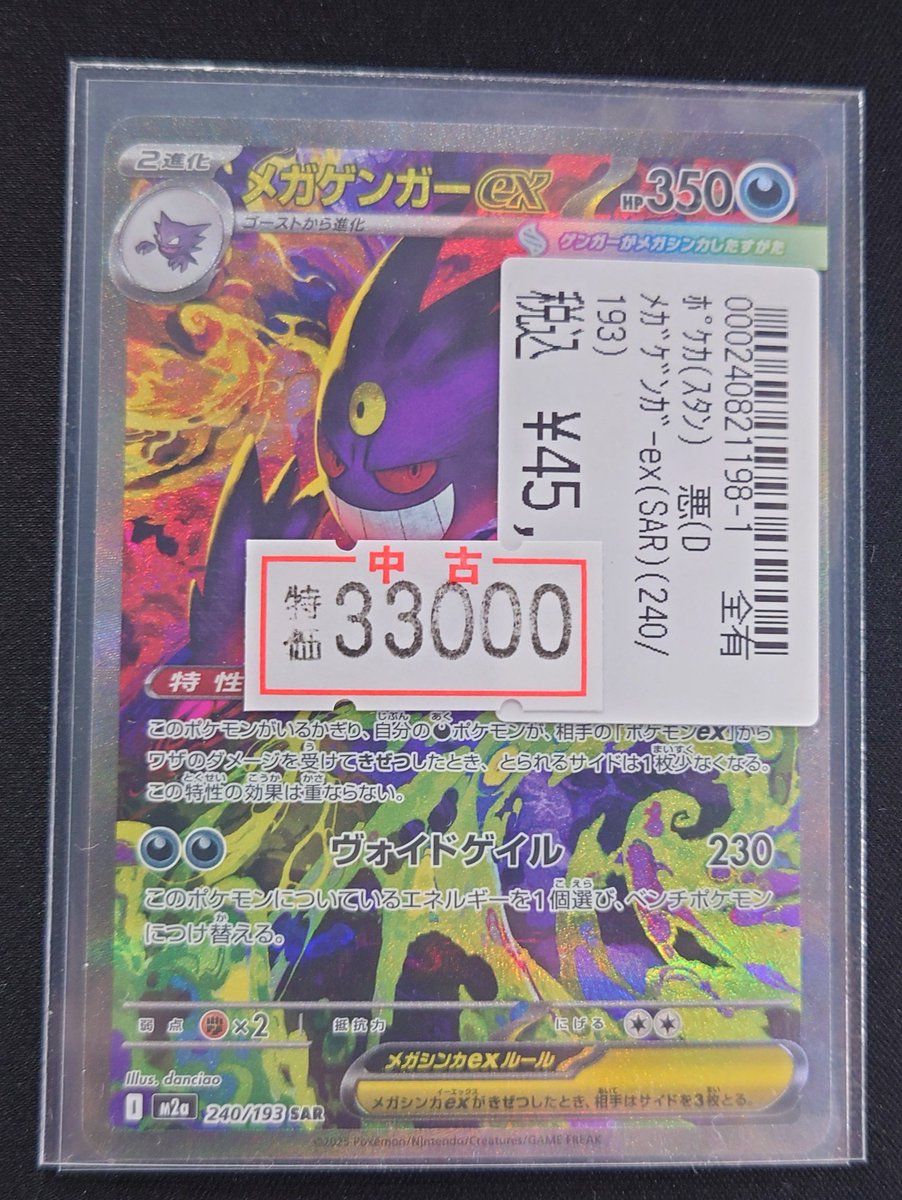 2進化
メガゲンガーex
HP350
ゴーストから進化
ゲンガーがメガシンカしたすがた
000240821198-1
ポケカ(スタン) 悪(D 全有
メガゲンガーex(SAR)(240/
193)
税込 ¥45,
中古
特価 33000
特性
このポケモンがいるかぎり、自分のポケモンが、相手の「ポケモンex」から
ワザのダメージを受けてきぜつしたとき、とられるサイドは1枚少なくなる。
この特性の効果は重ならない。
ヴォイドゲイル 230
このポケモンについているエネルギーを1個選び、ベンチポケモン
につけ替える。
弱点 ×2 抵抗力 にげる
メガシンカexルール
メガシンカexがきぜつしたとき、相手はサイドを3枚とる。
Illus. danciao
I M2a 240/193 SAR
©2025 Pokémon/Nintendo/Creatures/GAME FREAK